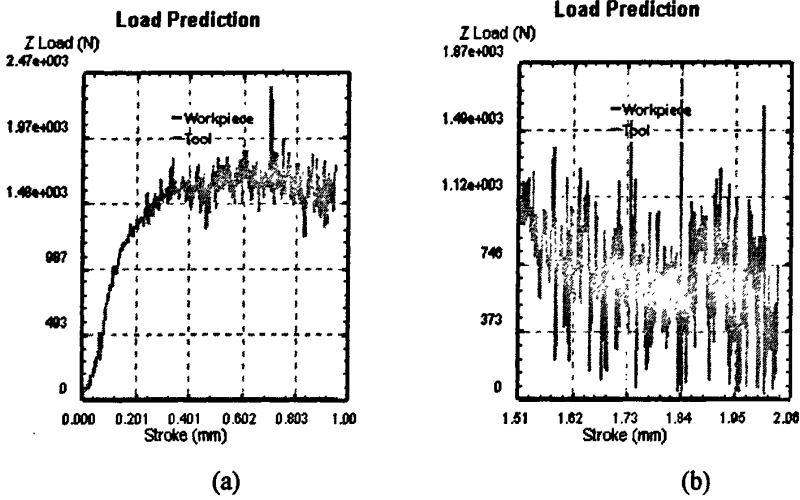 Load Prediction
Z Load (N)
2.47e+003
Workpiece
1.97e+003
Tool
1.48e+003
987
493
0
0.000 0.201 0.401 0.602 0.803 1.00
Stroke (mm)
(a)
Load Prediction
Z Load (N)
1.87e+003
Workpiece
1.49e+003
Tool
1.12e+003
746
373
0
1.51 1.62 1.73 1.84 1.95 2.06
Stroke (mm)
(b)